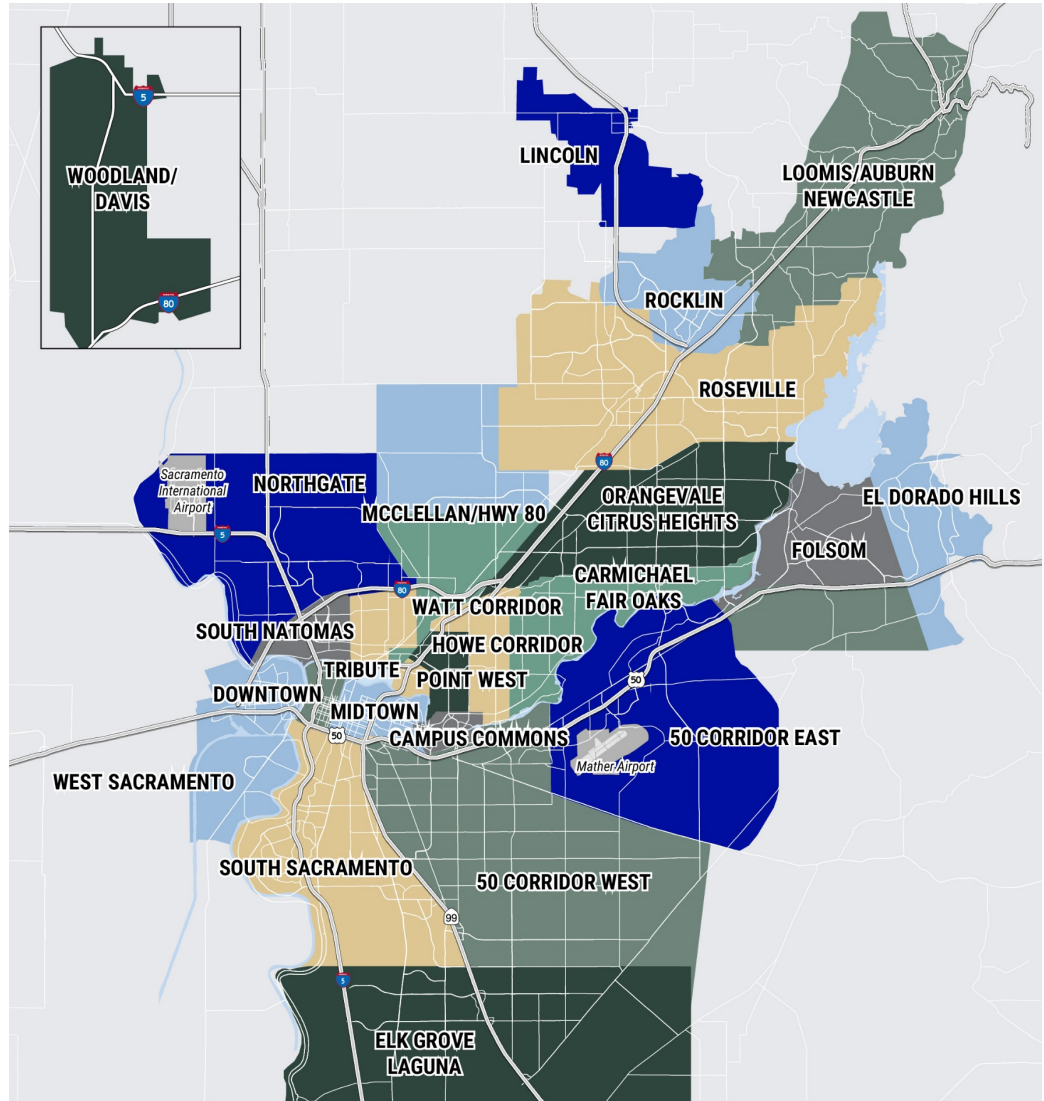 5
WOODLAND/
DAVIS
80
LINCOLN
LOOMIS/AUBURN
NEWCASTLE
ROCKLIN
ROSEVILLE
80
Sacramento
International
Airport
NORTHGATE
MCCLELLAN/HWY 80
ORANGEVALE
CITRUS HEIGHTS
EL DORADO HILLS
5
FOLSOM
80
CARMICHAEL
FAIR OAKS
WATT CORRIDOR
SOUTH NATOMAS
HOWE CORRIDOR
TRIBUTE
POINT WEST
50
DOWNTOWN
MIDTOWN
50
CAMPUS COMMONS
50 CORRIDOR EAST
Mather Airport
WEST SACRAMENTO
SOUTH SACRAMENTO
50 CORRIDOR WEST
99
5
ELK GROVE
LAGUNA